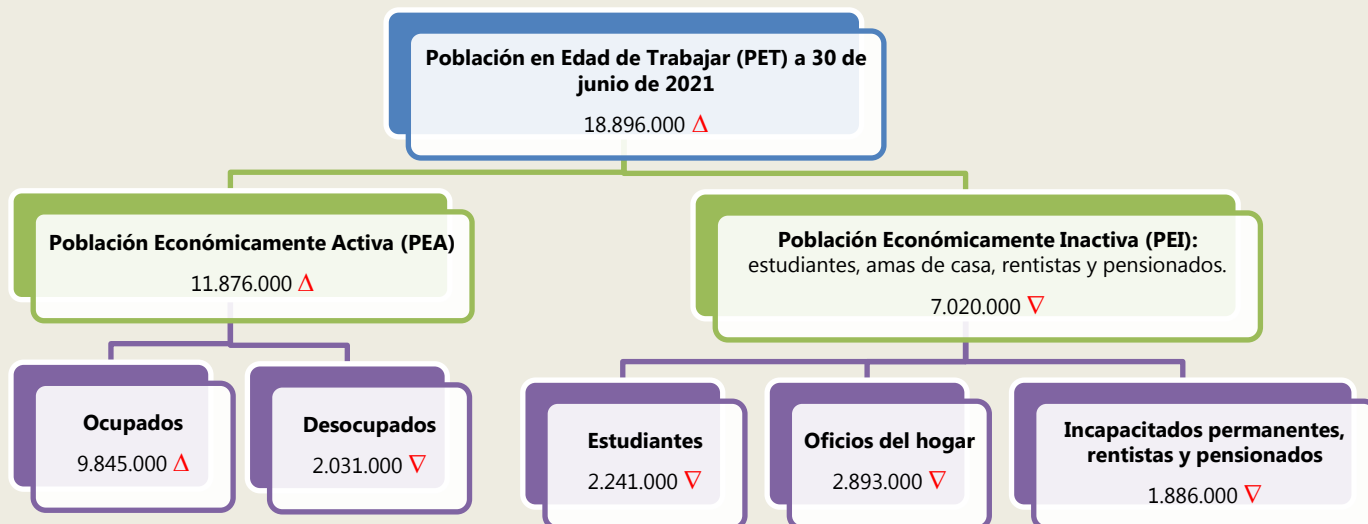 Población en Edad de Trabajar (PET) a 30 de
junio de 2021
18.896.000 Δ
Población Económicamente Activa (PEA)
11.876.000 Δ
Población Económicamente Inactiva (PEI):
estudiantes, amas de casa, rentistas y pensionados.
7.020.000 ∇
Ocupados
9.845.000 Δ
Desocupados
2.031.000 ∇
Estudiantes
2.241.000 ∇
Oficios del hogar
2.893.000 ∇
Incapacitados permanentes,
rentistas y pensionados
1.886.000 ∇